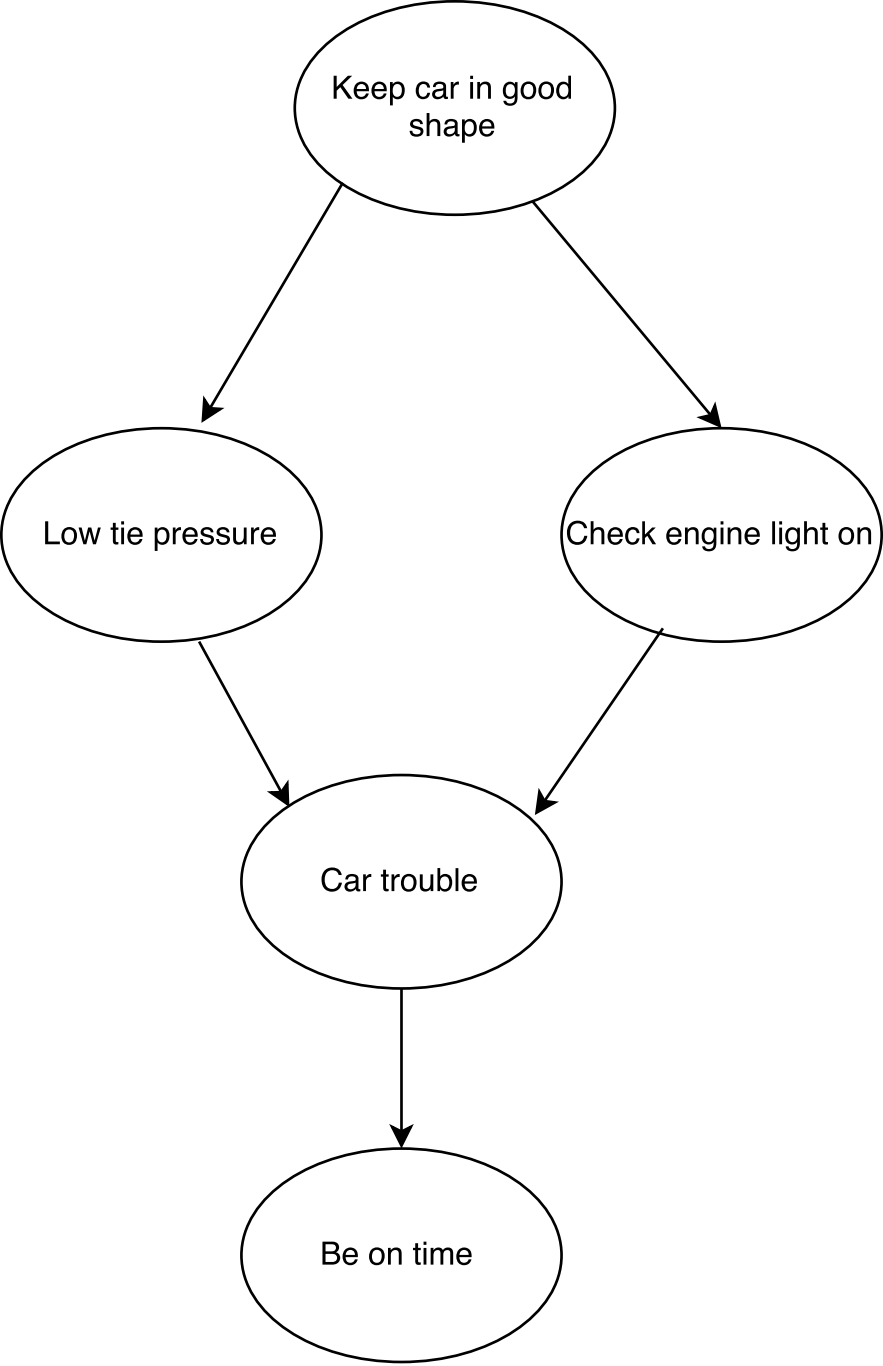 Keep car in good
shape
Low tie pressure
Check engine light on
Car trouble
Be on time